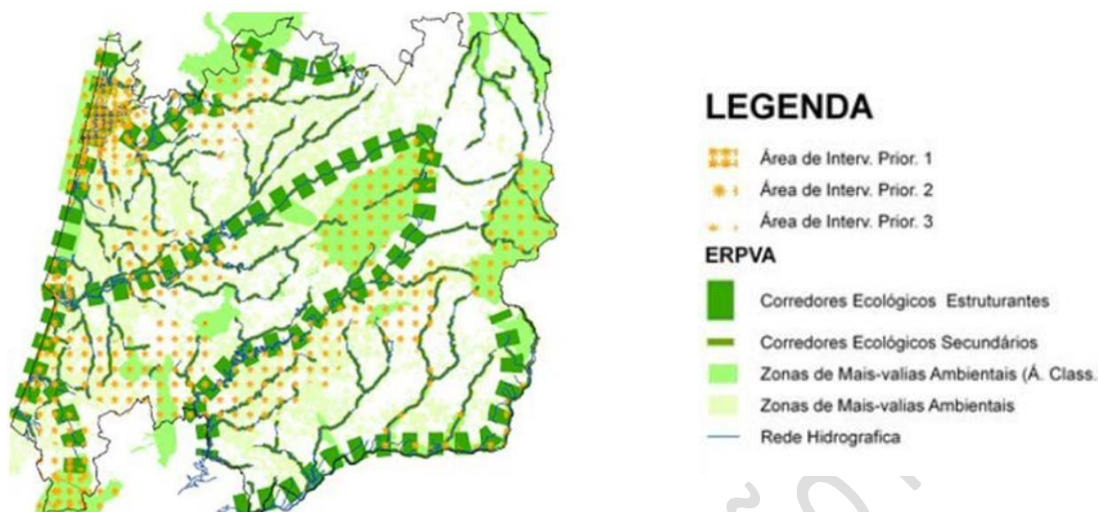 LEGENDA
Área de Interv. Prior. 1
Área de Interv. Prior. 2
Área de Interv. Prior. 3
ERPVA
Corredores Ecológicos Estruturantes
Corredores Ecológicos Secundários
Zonas de Mais-valias Ambientais (Á. Class.
Zonas de Mais-valias Ambientais
Rede Hidrografica